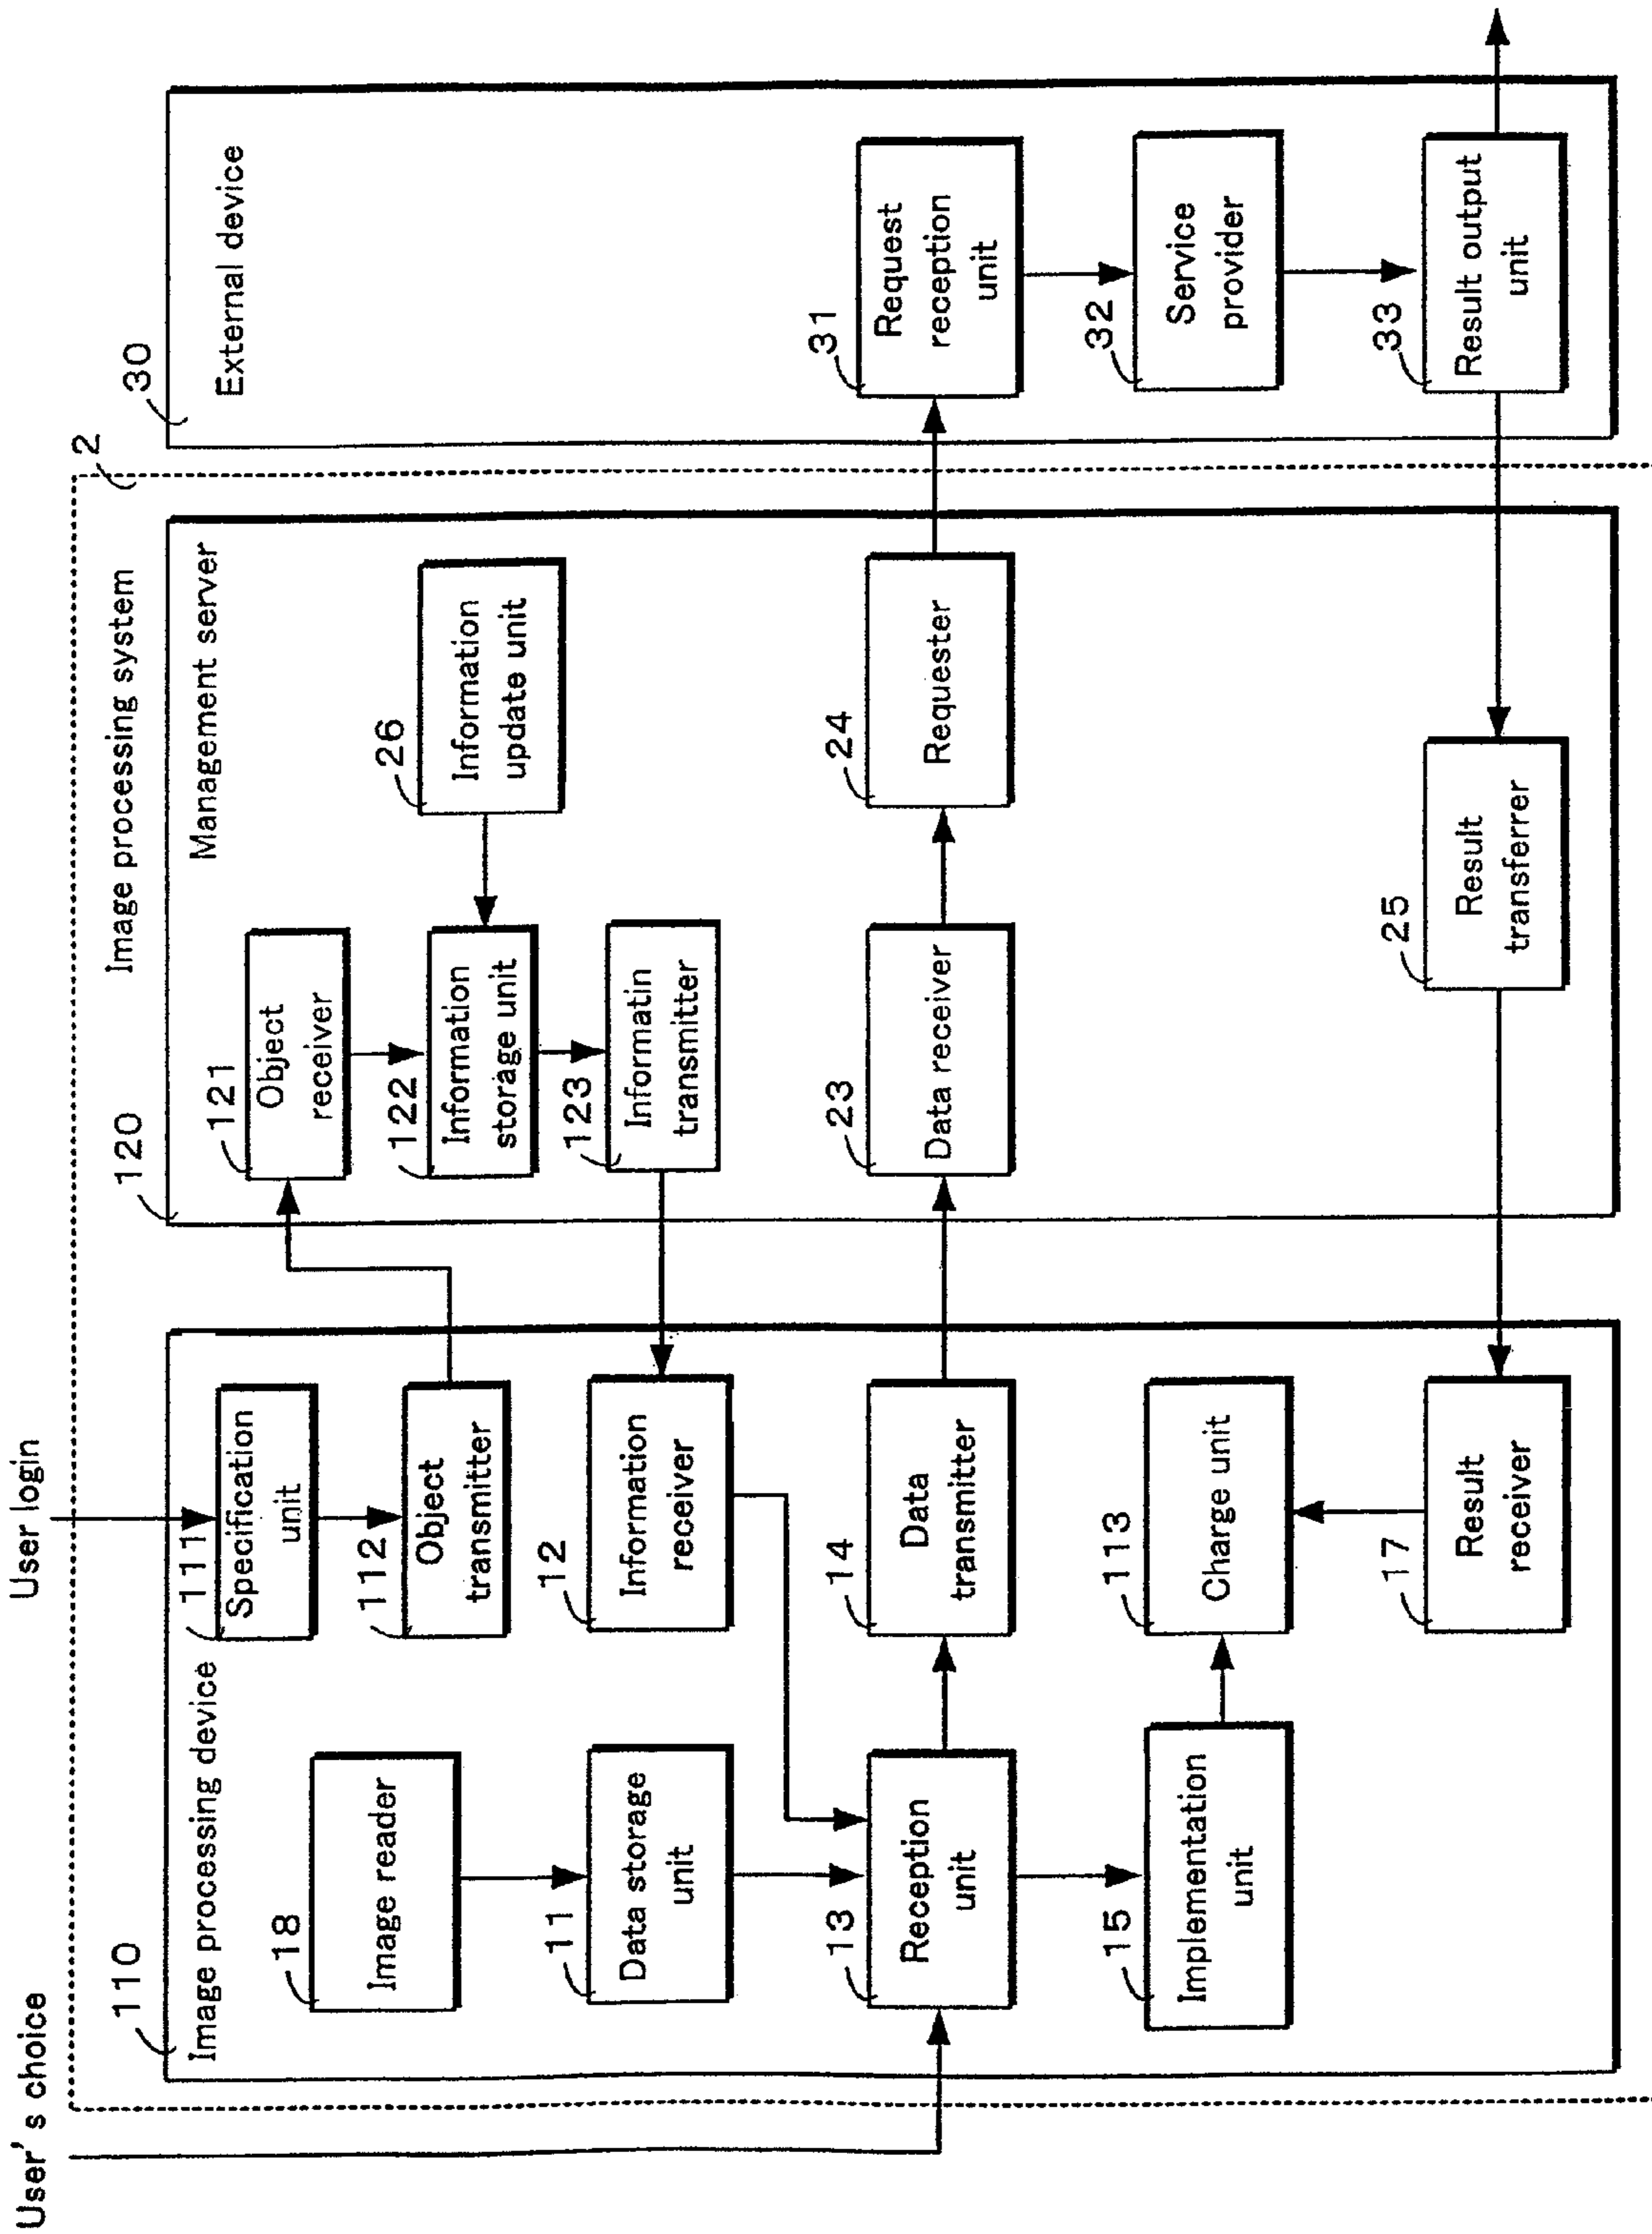 User's choice
User login
2
Image processing system
110
Image processing device
18
Image reader
11
Data storage
unit
13
Reception
unit
15
Implementation
unit
111
Specification
unit
112
Object
transmitter
12
Information
receiver
14
Data
transmitter
113
Charge unit
17
Result
receiver
120
Management server
121
Object
receiver
122
Information
storage unit
123
Informatin
transmitter
26
Information
update unit
23
Data receiver
24
Requester
25
Result
transferrer
30
External device
31
Request
reception
unit
32
Service
provider
33
Result output
unit